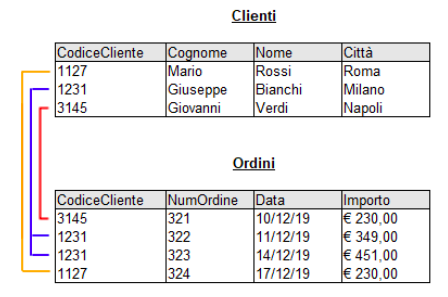 Clienti
CodiceCliente Cognome Nome Città
1127 Mario Rossi Roma
1231 Giuseppe Bianchi Milano
3145 Giovanni Verdi Napoli
Ordini
CodiceCliente NumOrdine Data Importo
3145 321 10/12/19 € 230,00
1231 322 11/12/19 € 349,00
1231 323 14/12/19 € 451,00
1127 324 17/12/19 € 230,00